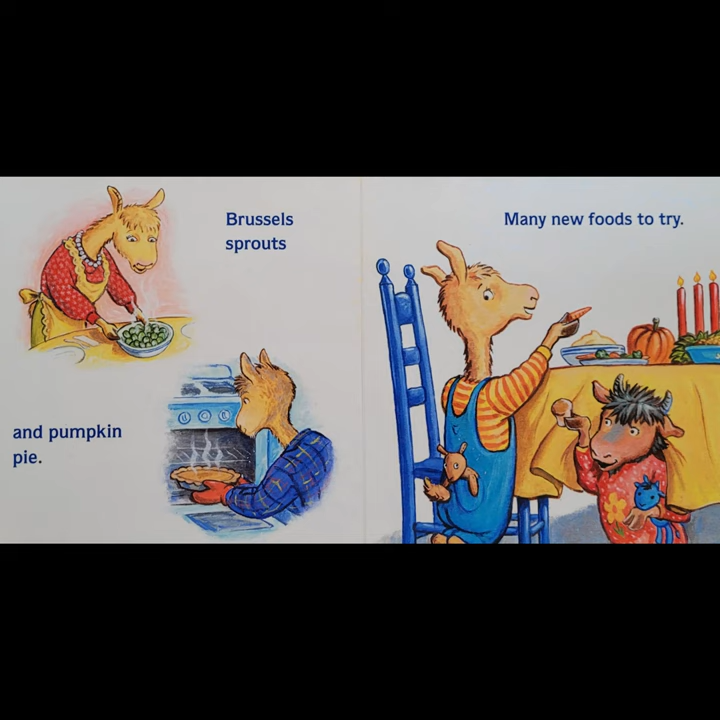 Brussels
sprouts
and pumpkin
pie.
Many new foods to try.